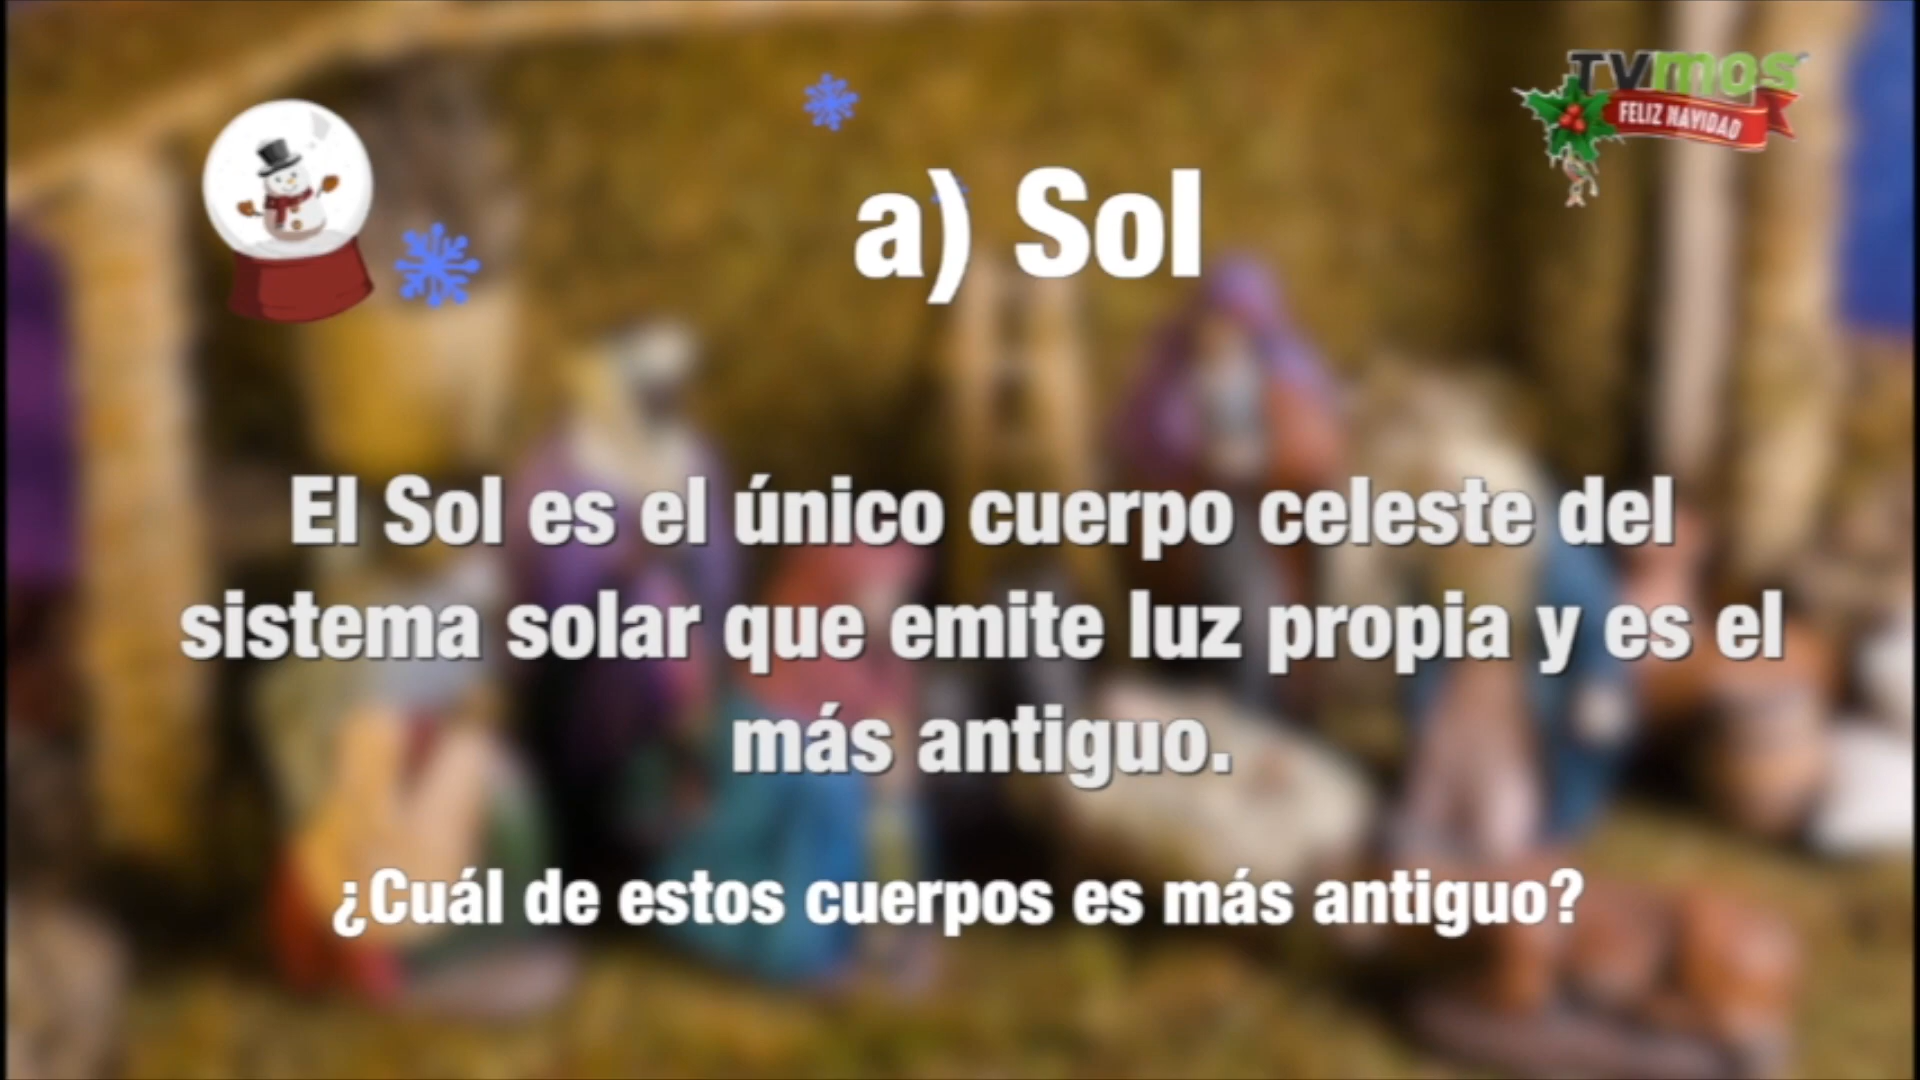 TVmos
FELIZ NAVIDAD
a) Sol
El Sol es el único cuerpo celeste del
sistema solar que emite luz propia y es el
más antiguo.
¿Cuál de estos cuerpos es más antiguo?